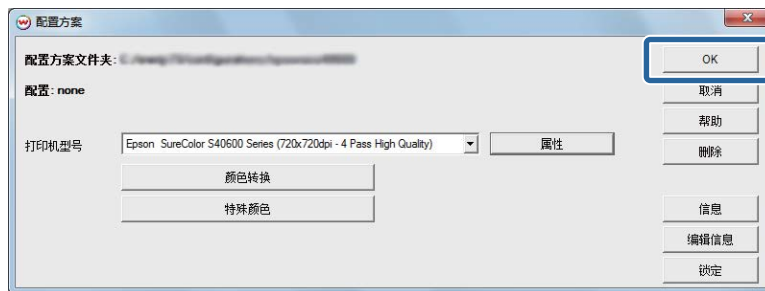 配置方案
配置方案文件夹:
OK
配置: none
取消
帮助
打印机型号
Epson SureColor S40600 Series (720x720dpi - 4 Pass High Quality)
属性
删除
颜色转换
特殊颜色
信息
编辑信息
锁定